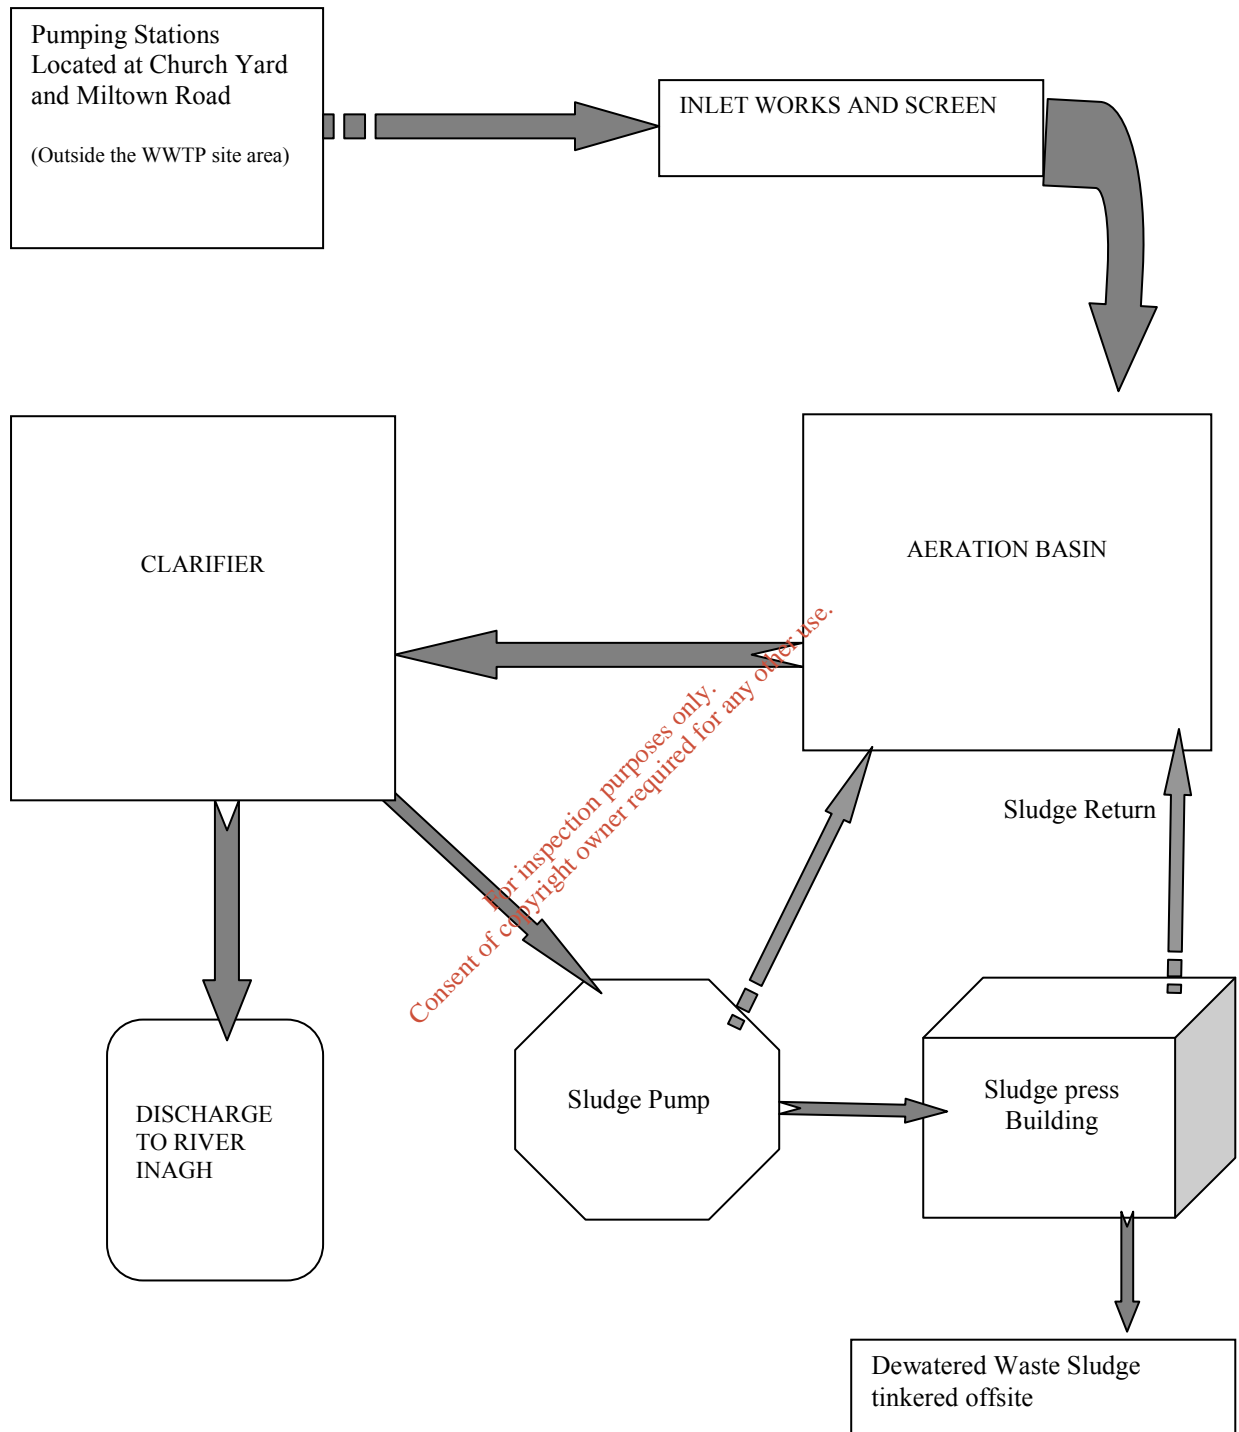 Pumping Stations
Located at Church Yard
and Miltown Road
(Outside the WWTP site area)
INLET WORKS AND SCREEN
CLARIFIER
AERATION BASIN
For inspection purposes only.
Consent of copyright owner required for any other use.
Sludge Return
DISCHARGE
TO RIVER
INAGH
Sludge Pump
Sludge press
Building
Dewatered Waste Sludge
tinkered offsite